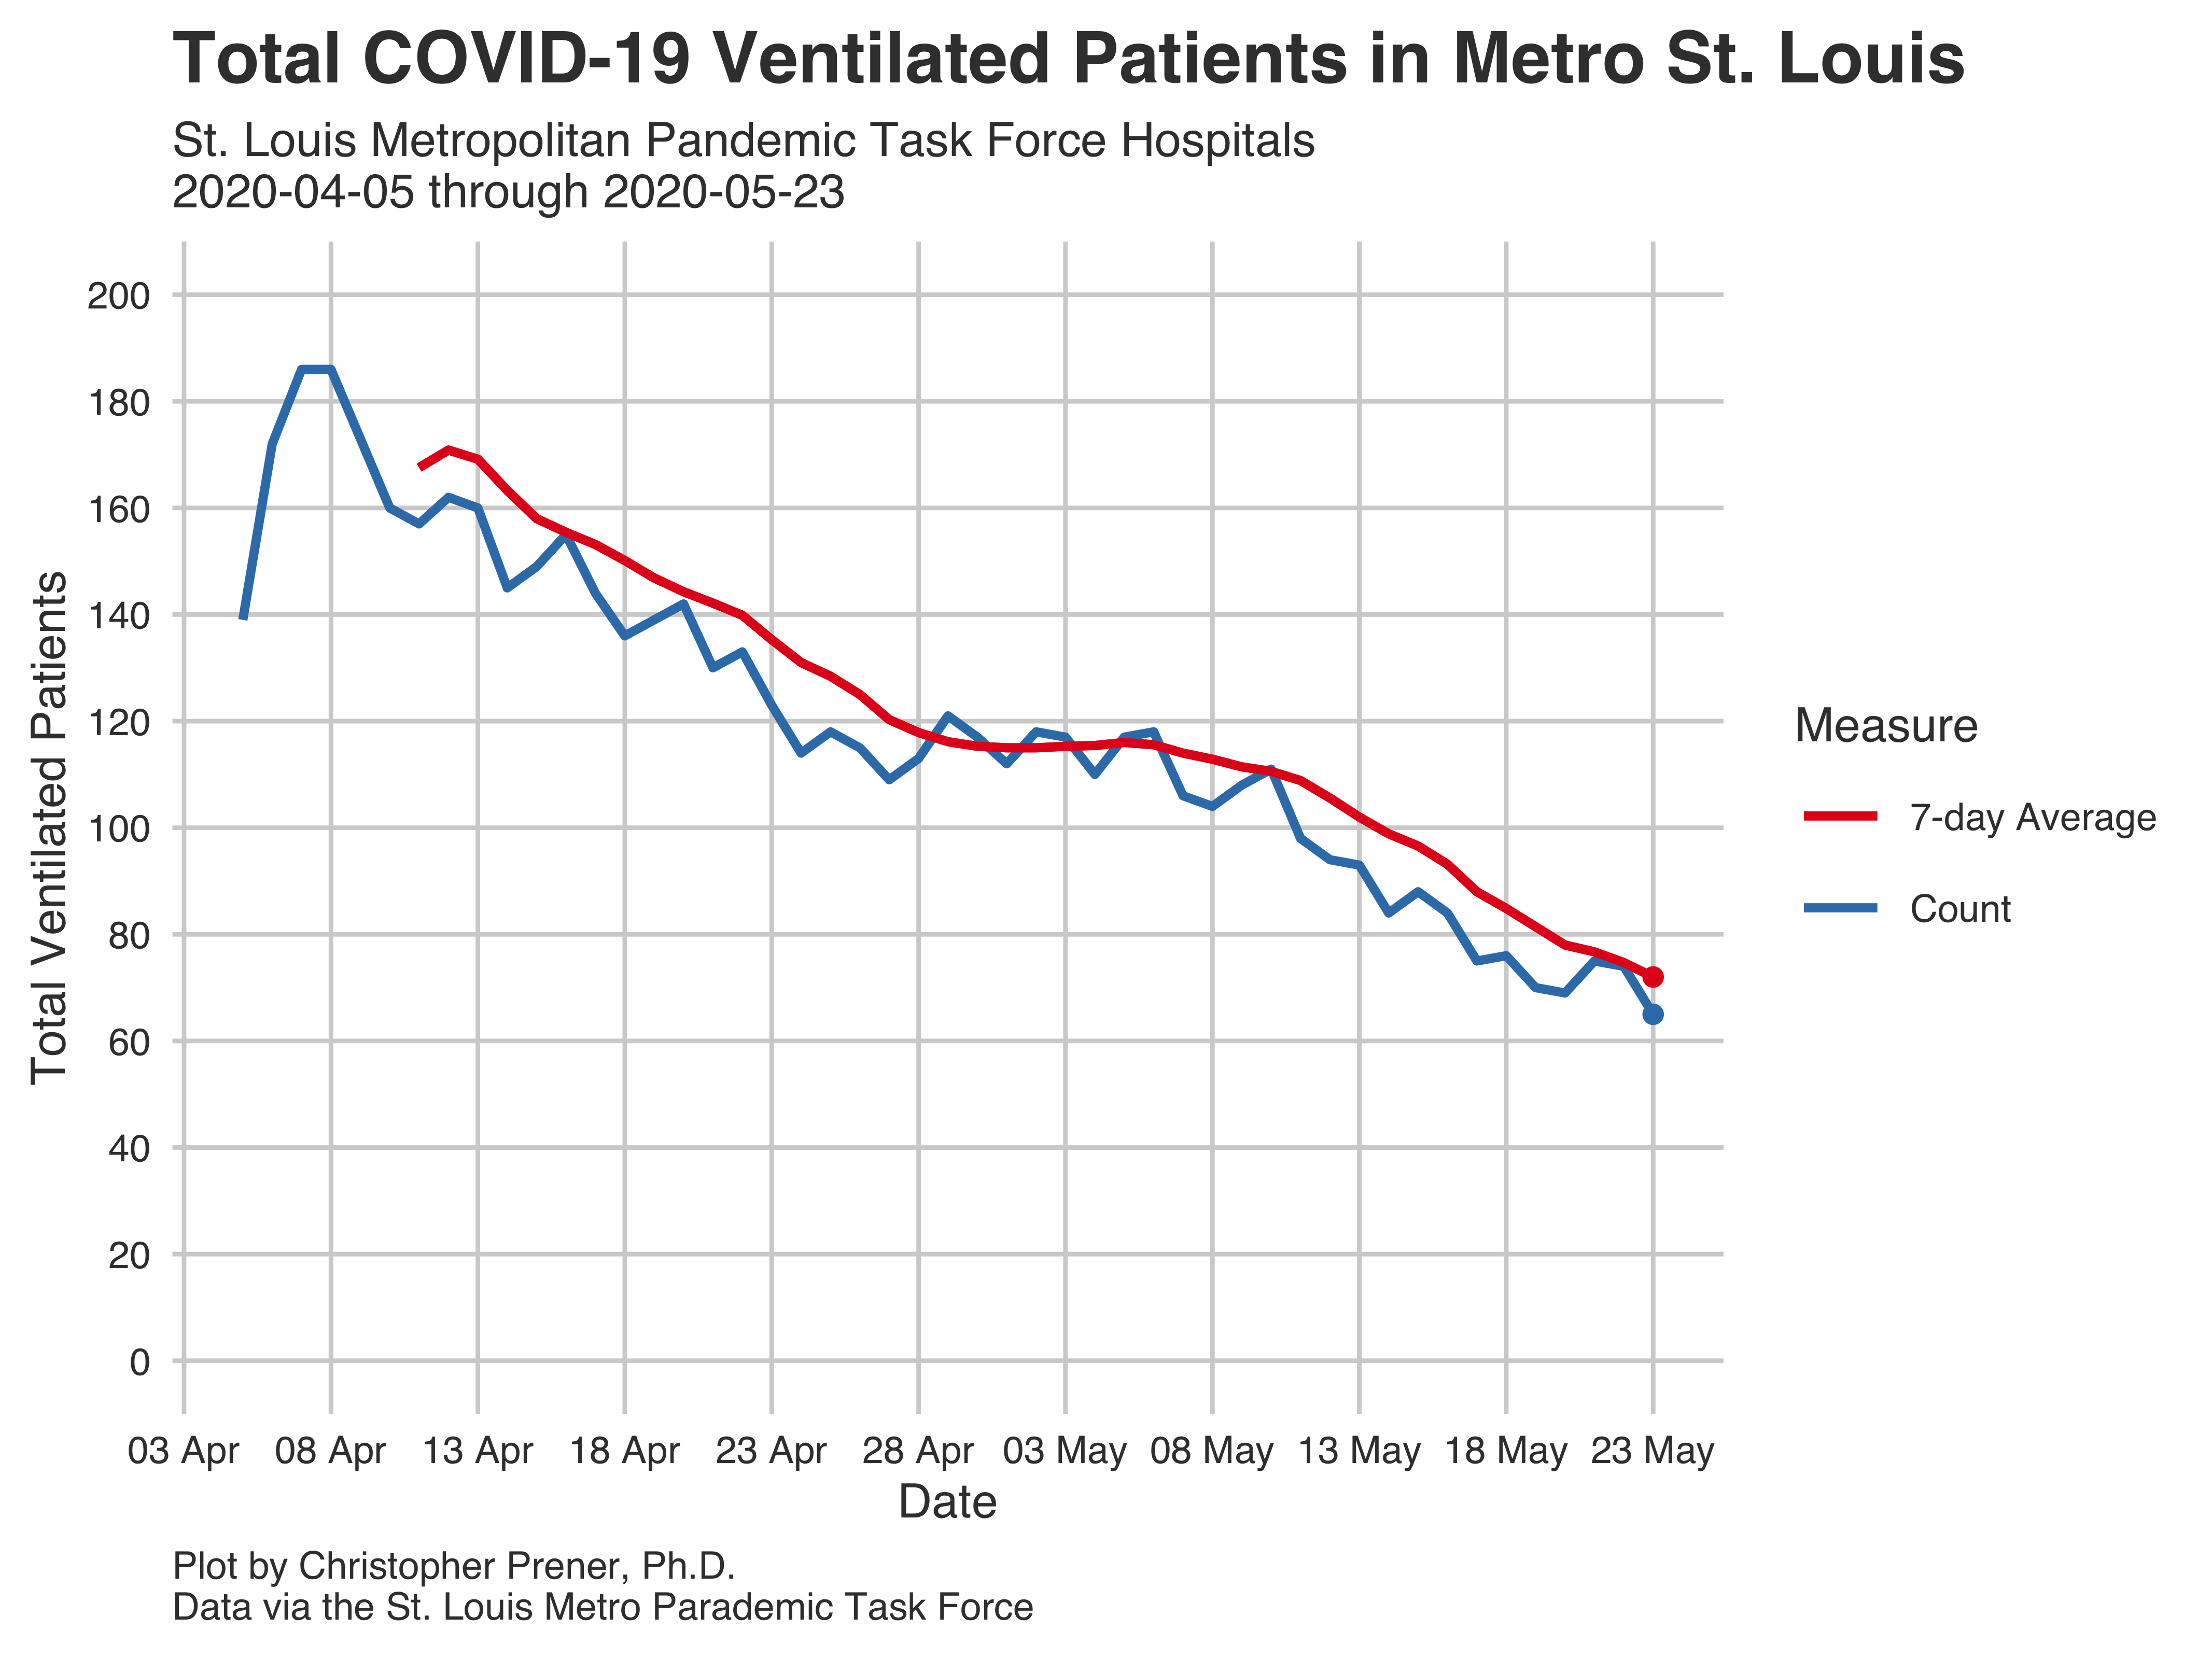 Total COVID-19 Ventilated Patients in Metro St. Louis
St. Louis Metropolitan Pandemic Task Force Hospitals
2020-04-05 through 2020-05-23
Total Ventilated Patients
200
180
160
140
120
100
80
60
40
20
0
03 Apr 08 Apr 13 Apr 18 Apr 23 Apr 28 Apr 03 May 08 May 13 May 18 May 23 May
Date
Measure
7-day Average
Count
Plot by Christopher Prener, Ph.D.
Data via the St. Louis Metro Parademic Task Force